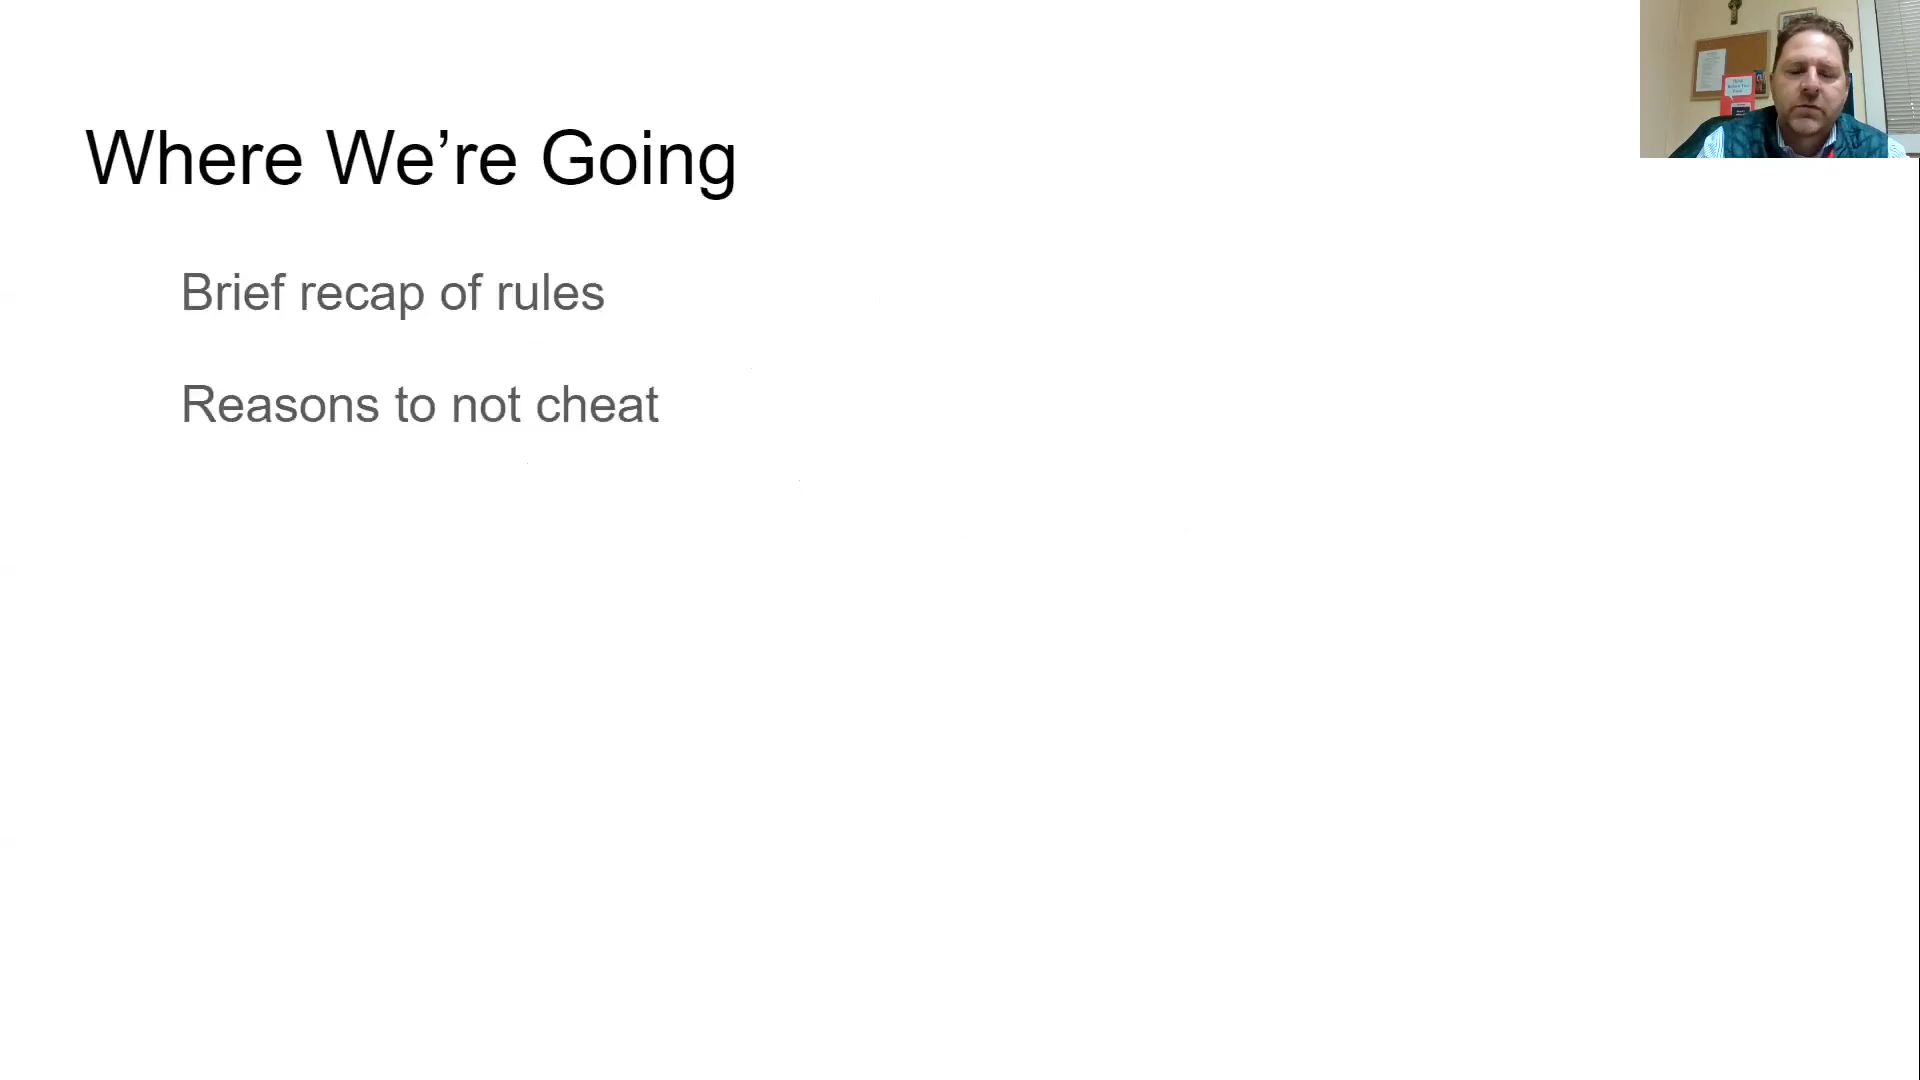 Where We’re Going
Brief recap of rules
Reasons to not cheat